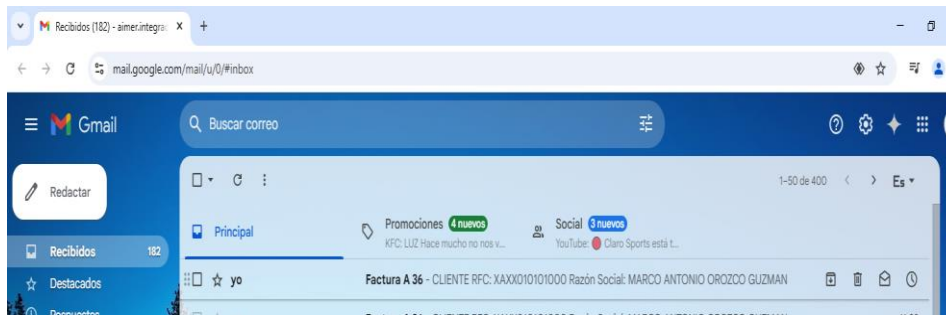 Recibidos (182) - aimer.integra
mail.google.com/mail/u/0/#inbox
Gmail
Buscar correo
Redactar
1–50 de 400
Es
Principal
Promociones 4 nuevos
KFC: LUZ Hace mucho no nos v...
Social 3 nuevos
YouTube: Claro Sports está t...
Recibidos 182
yo
Factura A 36 - CLIENTE RFC: XAXX010101000 Razón Social: MARCO ANTONIO OROZCO GUZMAN
Destacados